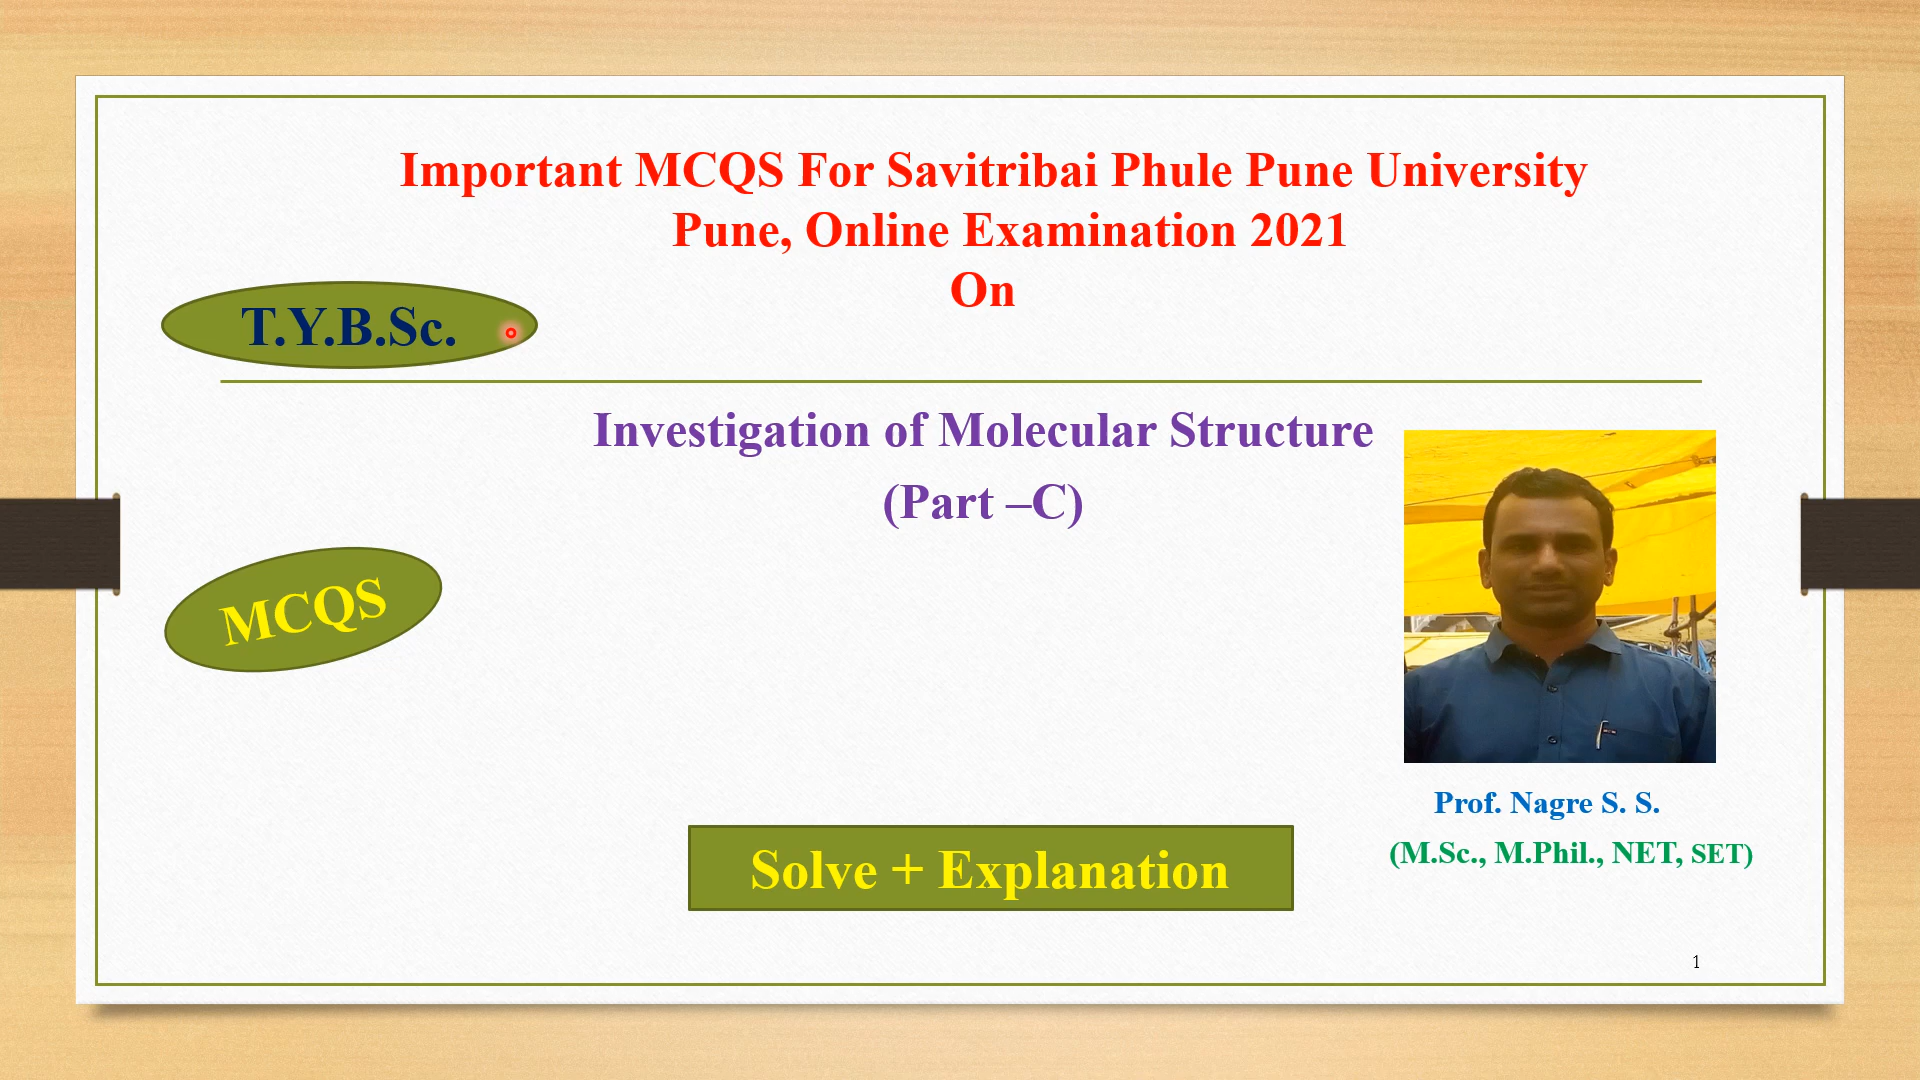 Important MCQS For Savitribai Phule Pune University
Pune, Online Examination 2021
On
T.Y.B.Sc.
Investigation of Molecular Structure
(Part –C)
MCQS
Prof. Nagre S. S.
(M.Sc., M.Phil., NET, SET)
Solve + Explanation
1